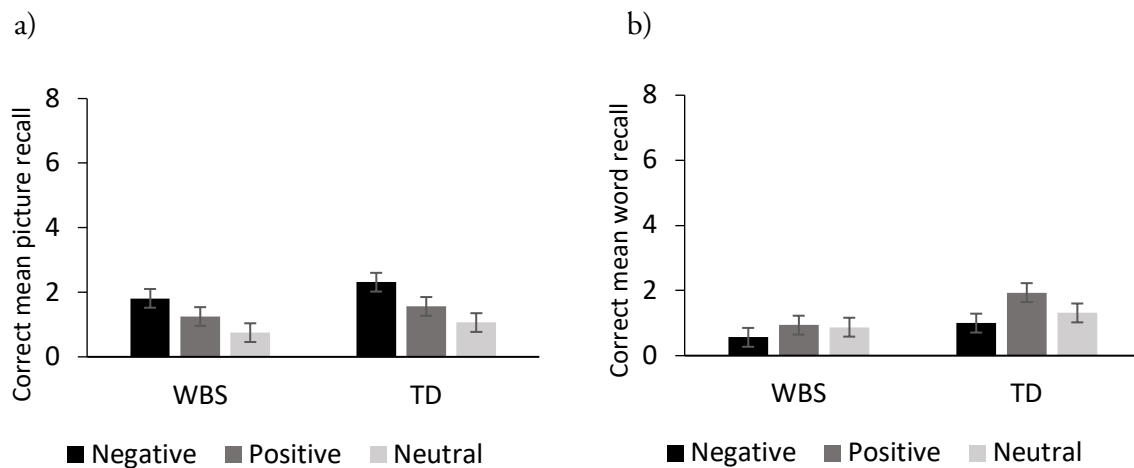 a)
Correct mean picture recall
8
6
4
2
0
WBS TD
Negative Positive Neutral
b)
Correct mean word recall
8
6
4
2
0
WBS TD
Negative Positive Neutral